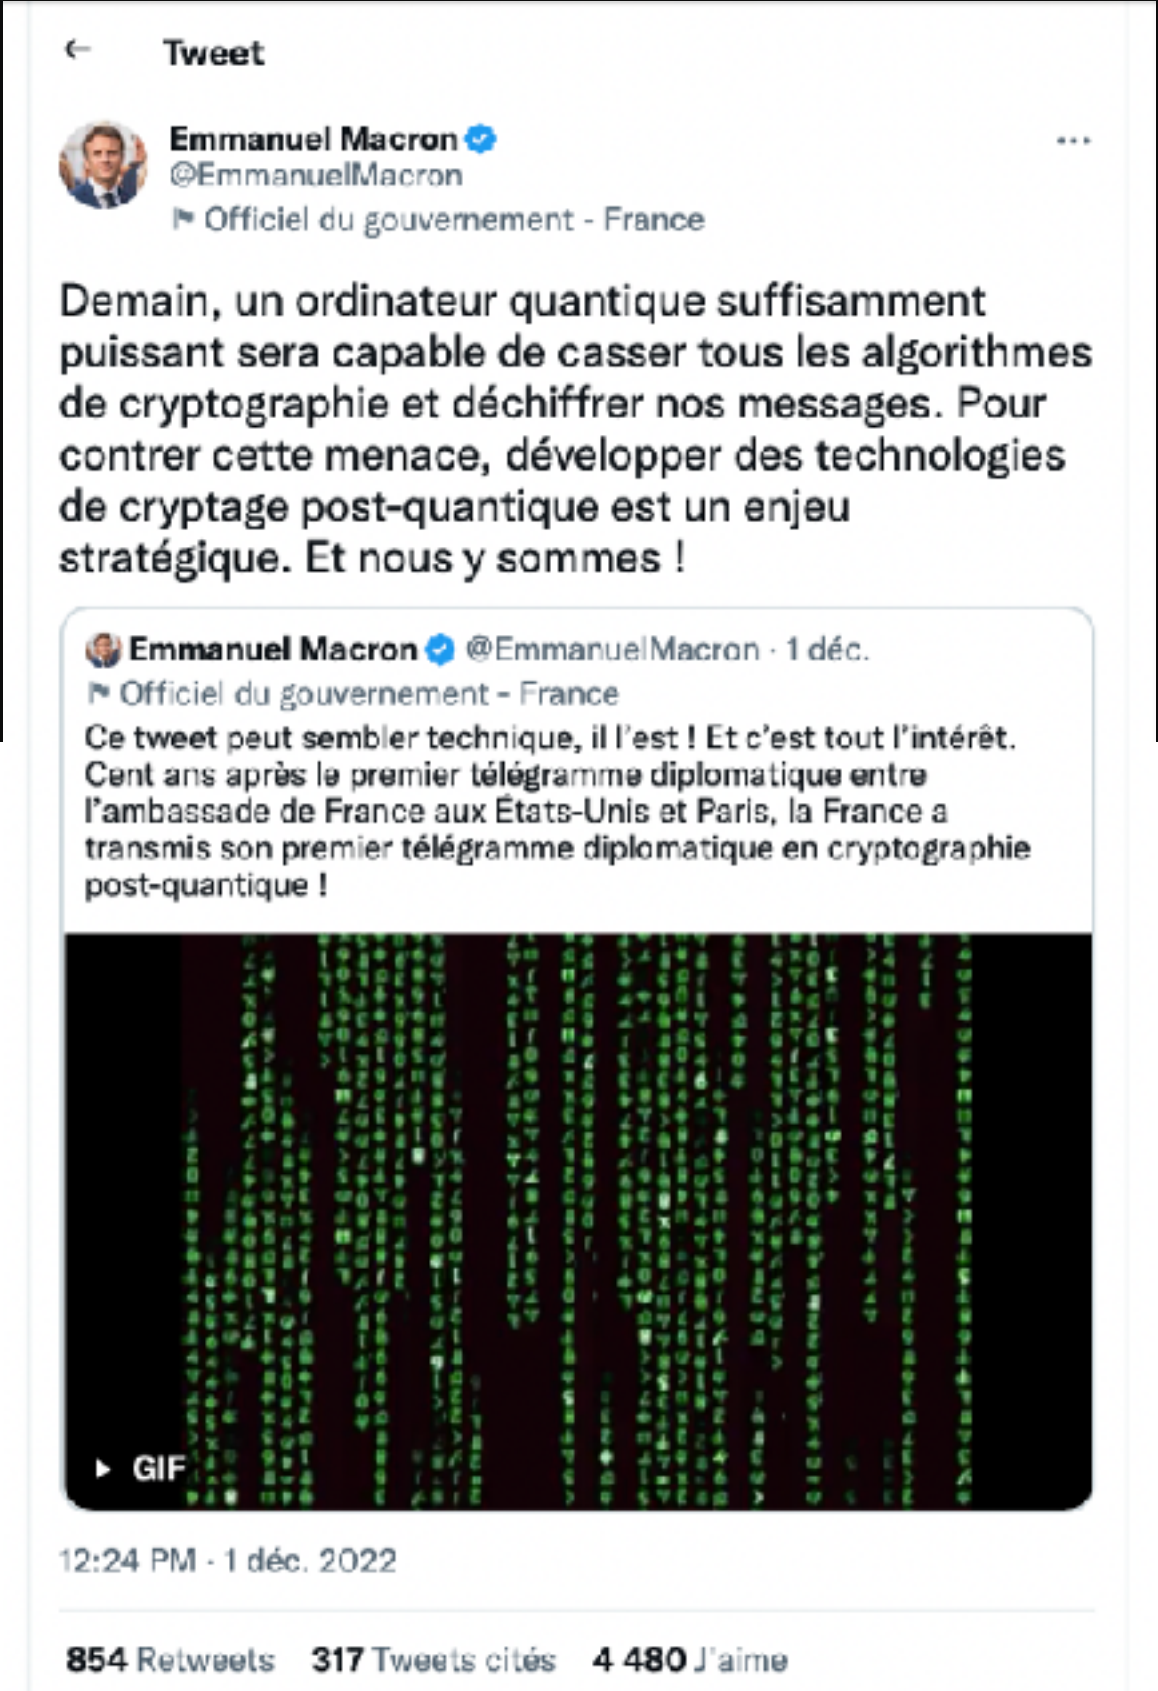 ← Tweet
Emmanuel Macron
@EmmanuelMacron
Officiel du gouvernement - France
Demain, un ordinateur quantique suffisamment
puissant sera capable de casser tous les algorithmes
de cryptographie et déchiffrer nos messages. Pour
contrer cette menace, développer des technologies
de cryptage post-quantique est un enjeu
stratégique. Et nous y sommes !
Emmanuel Macron @EmmanuelMacron · 1 déc.
Officiel du gouvernement - France
Ce tweet peut sembler technique, il l'est ! Et c'est tout l'intérêt.
Cent ans après le premier télégramme diplomatique entre
l'ambassade de France aux États-Unis et Paris, la France a
transmis son premier télégramme diplomatique en cryptographie
post-quantique !
GIF
12:24 PM · 1 déc. 2022
854 Retweets 317 Tweets cités 4 480 J'aime